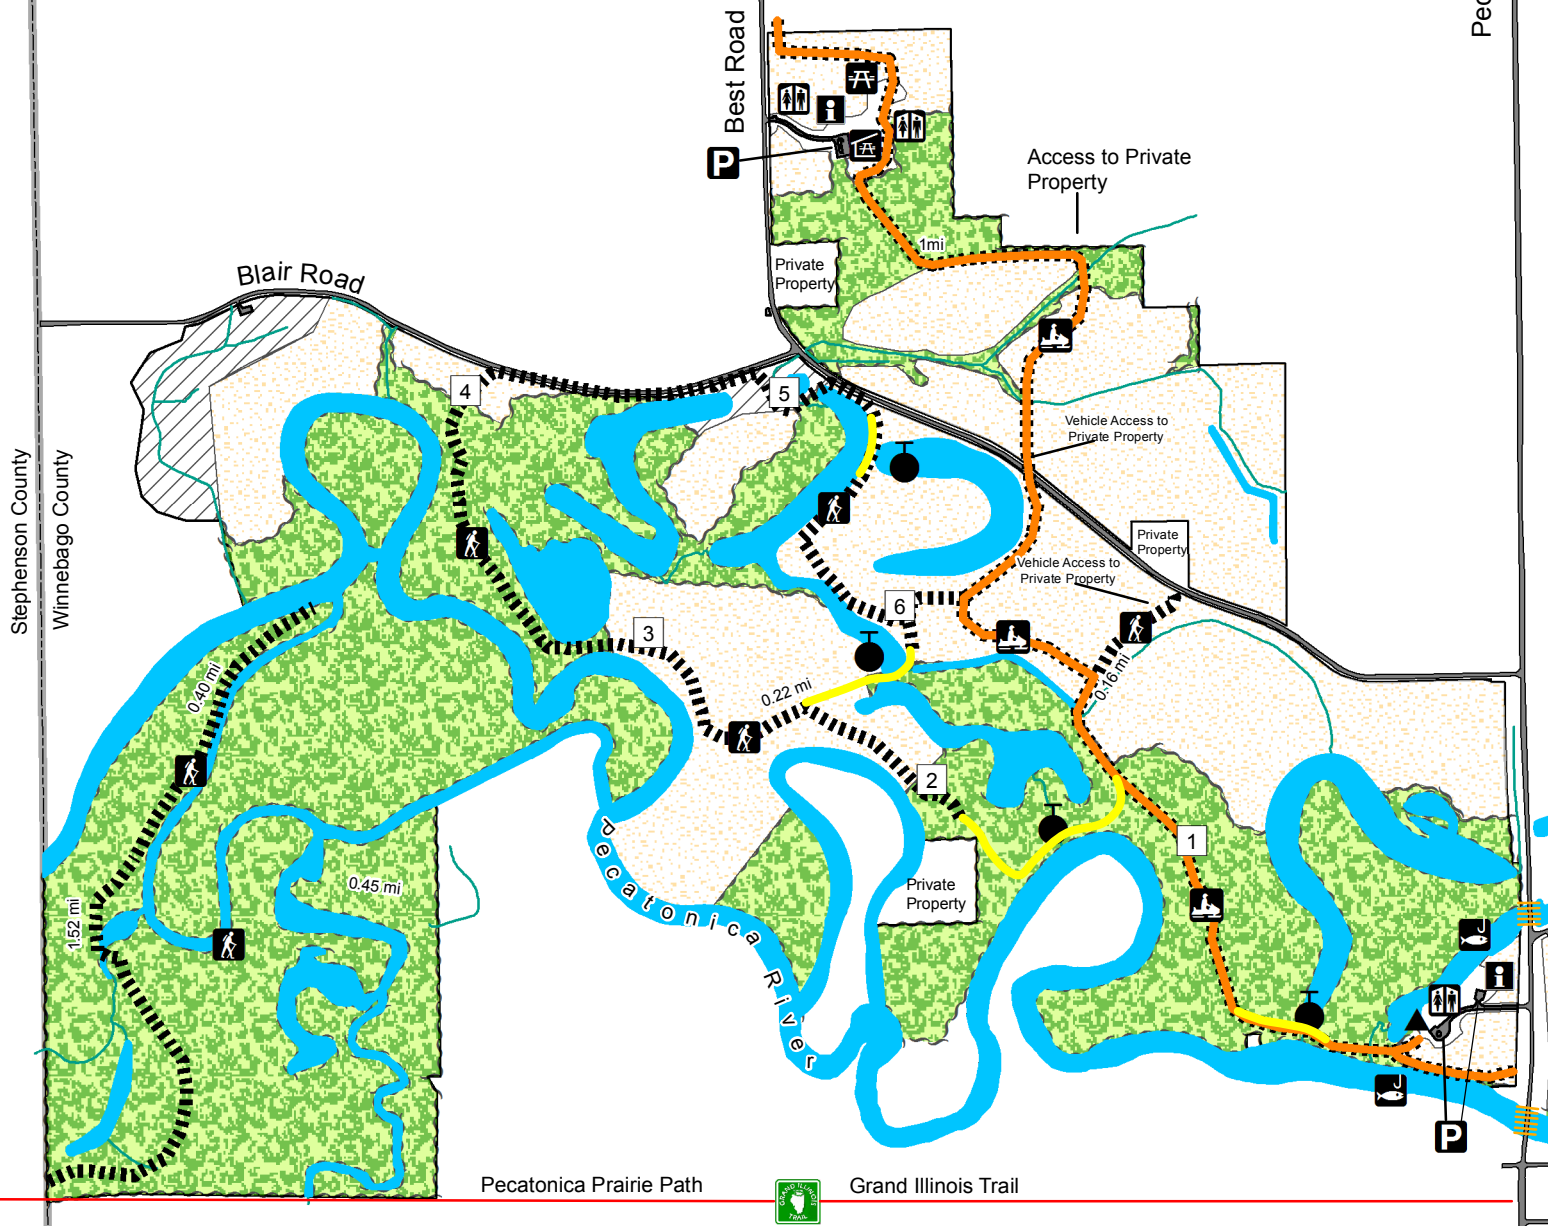 Best Road
Pec
P
Access to Private
Property
1mi
Private
Property
Blair Road
4
5
Vehicle Access to
Private Property
Stephenson County
Winnebago County
Private
Property
Vehicle Access to
Private Property
6
3
0.40 mi
0.22 mi
0.16 mi
2
1
Pecatonica River
0.45 mi
Private
Property
1.52 mi
P
Pecatonica Prairie Path
GRAND ILLINOIS
TRAIL
Grand Illinois Trail